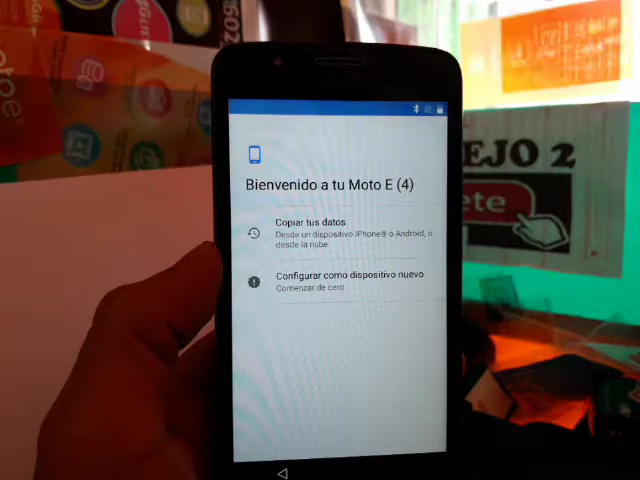 Bienvenido a tu Moto E (4)
Copiar tus datos
Desde un dispositivo iPhone® o Android, o
desde la nube
Configurar como dispositivo nuevo
Comenzar de cero
EJO 2
ete